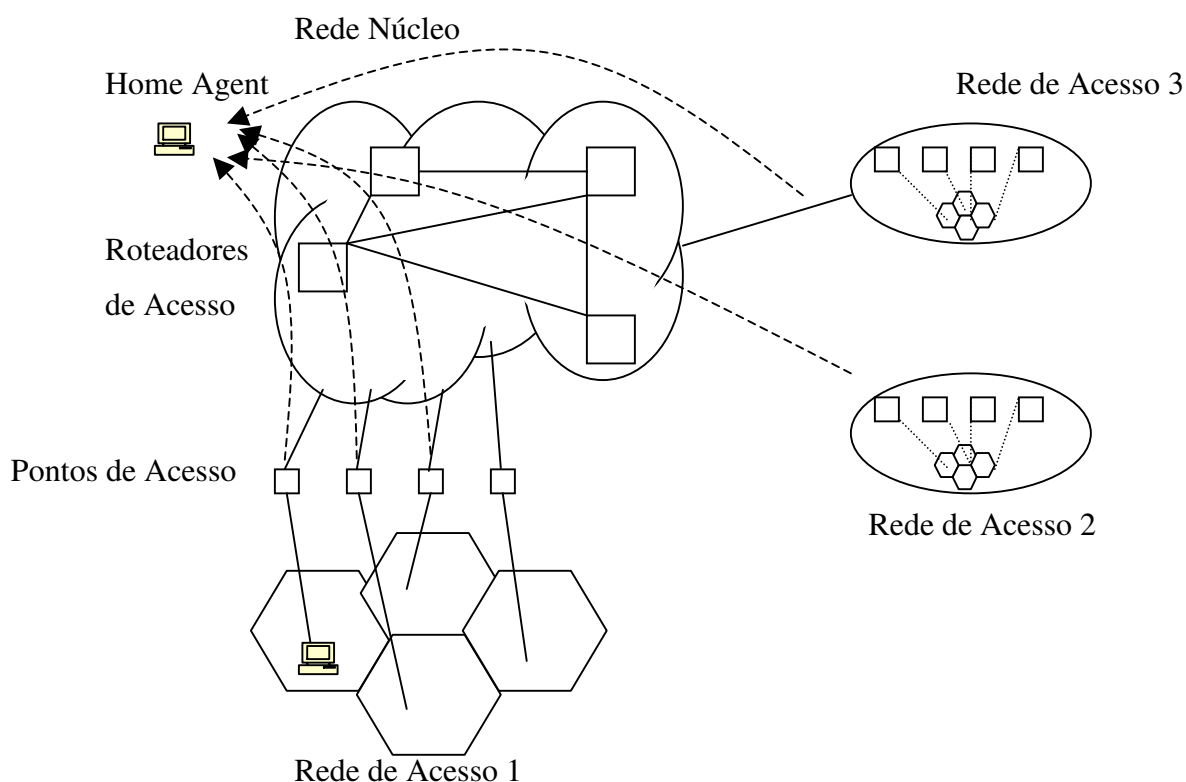 Rede Núcleo
Home Agent
Rede de Acesso 3
Roteadores
de Acesso
Pontos de Acesso
Rede de Acesso 2
Rede de Acesso 1